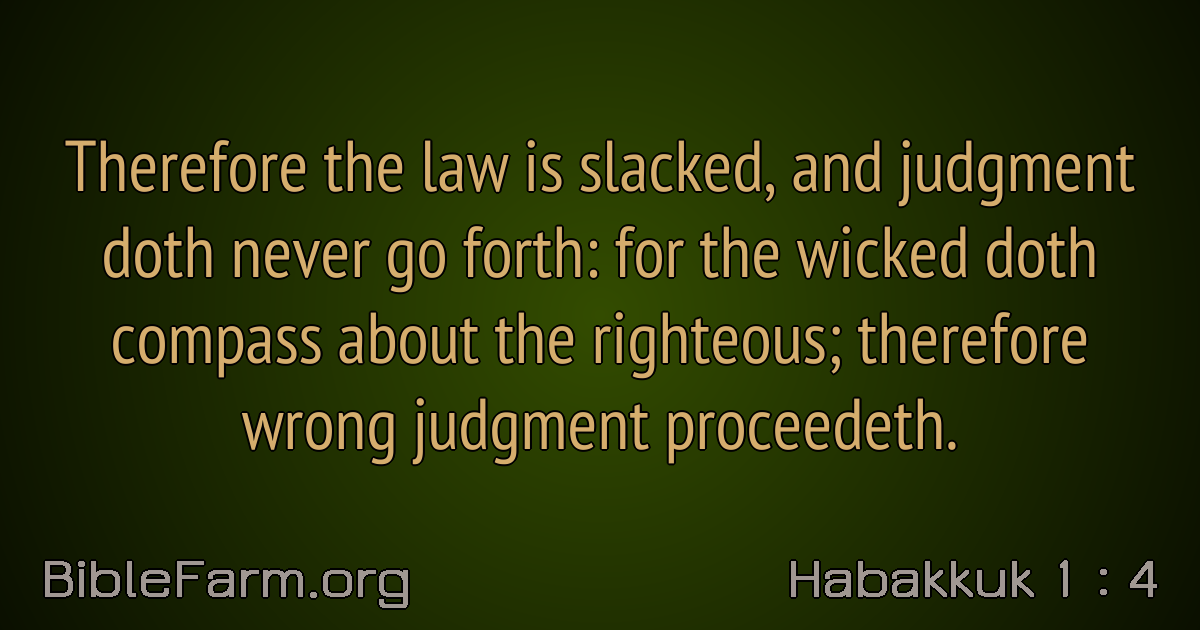 Therefore the law is slacked, and judgment
doth never go forth: for the wicked doth
compass about the righteous; therefore
wrong judgment proceedeth.
BibleFarm.org
Habakkuk 1 : 4